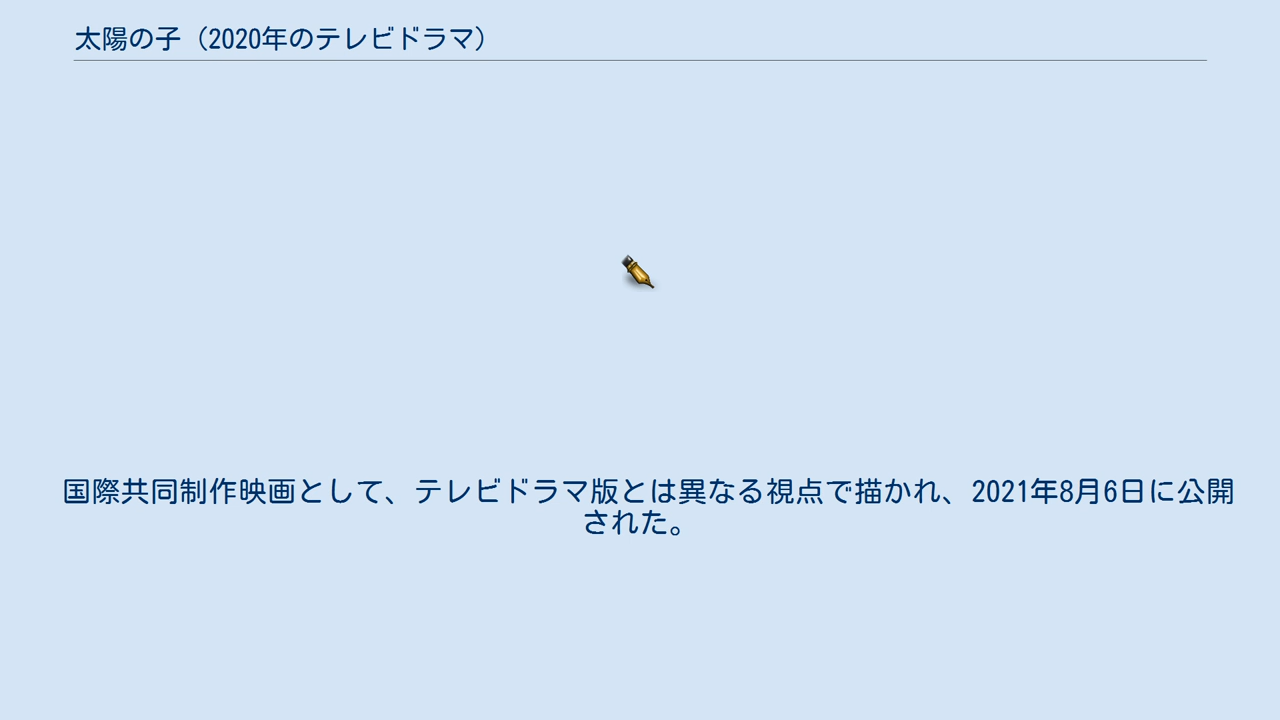 太陽の子（2020年のテレビドラマ）
国際共同制作映画として、テレビドラマ版とは異なる視点で描かれ、2021年8月6日に公開
された。